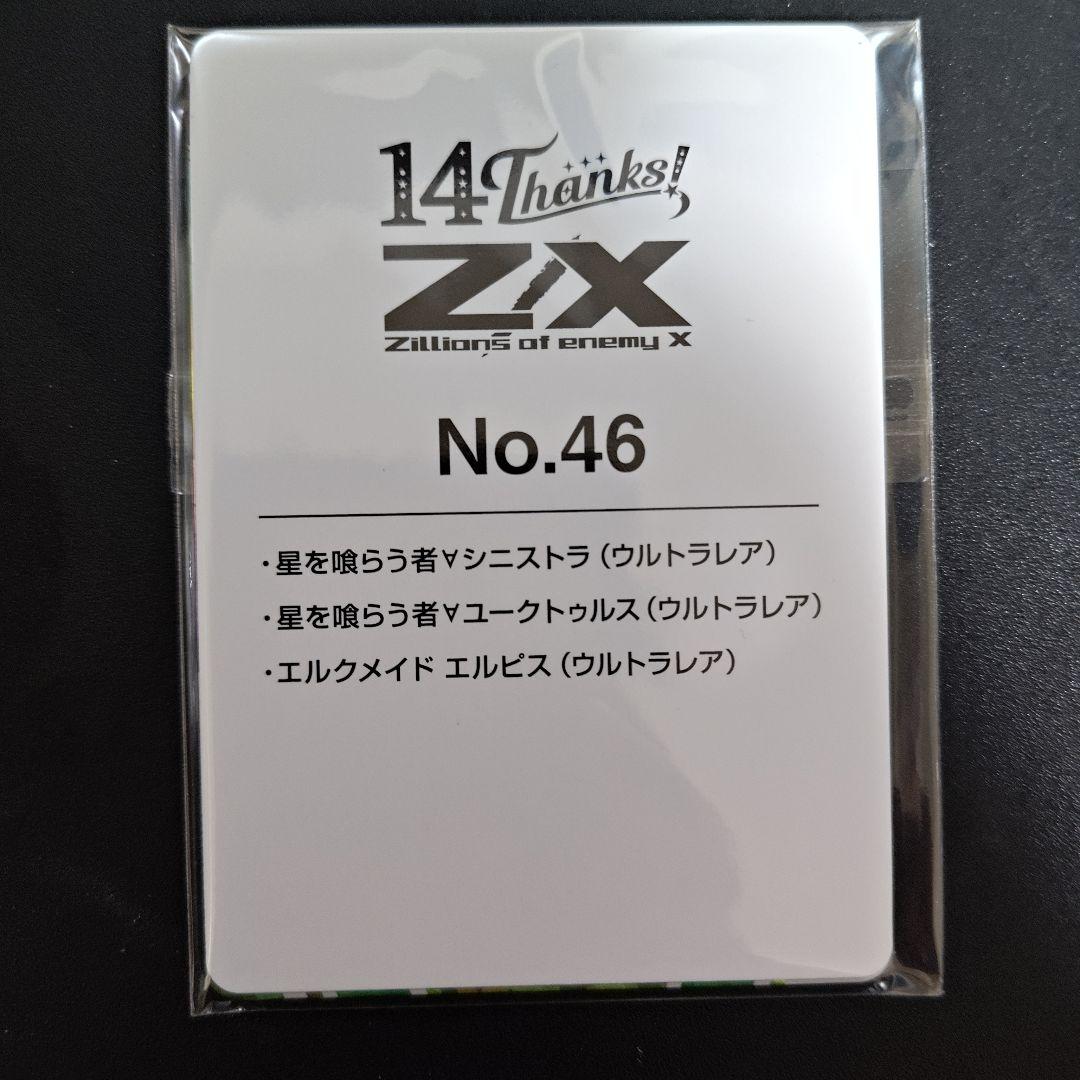 14 Thanks!
Z/X
Zillions of enemy X
No.46
・星を喰らう者∀シニストラ（ウルトラレア）
・星を喰らう者∀ユークトゥルス（ウルトラレア）
・エルクメイド エルピス（ウルトラレア）